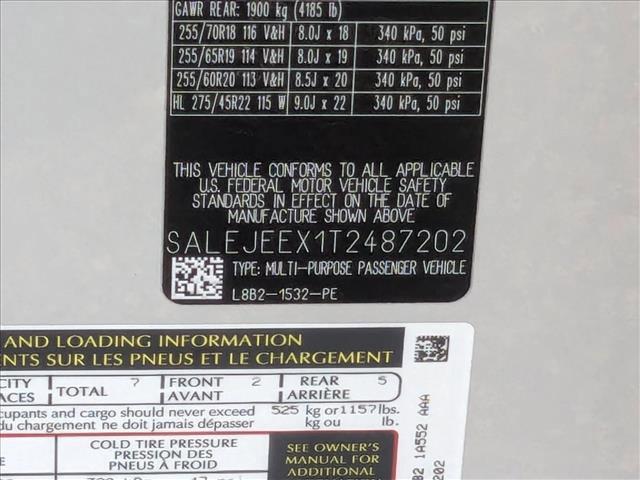 GAWR REAR: 1900 kg (4185 lb)
255/70R18 116 V&H 8.0J x 18 340 kPa, 50 psi
255/65R19 114 V&H 8.0J x 19 340 kPa, 50 psi
255/60R20 113 V&H 8.5J x 20 340 kPa, 50 psi
HL 275/45R22 115 W 9.0J x 22 340 kPa, 50 psi
THIS VEHICLE CONFORMS TO ALL APPLICABLE
U.S. FEDERAL MOTOR VEHICLE SAFETY
STANDARDS IN EFFECT ON THE DATE OF
MANUFACTURE SHOWN ABOVE
SALEJEEX1T2487202
TYPE: MULTI-PURPOSE PASSENGER VEHICLE
L8B2-1532-PE
AND LOADING INFORMATION
ENTS SUR LES PNEUS ET LE CHARGEMENT
CITY TOTAL 7 FRONT 2 REAR 5
ACES AVANT ARRIÈRE
cupants and cargo should never exceed 525 kg or 1157 lbs.
du chargement ne doit jamais dépasser kg ou lb.
COLD TIRE PRESSURE
PRESSION DES
PNEUS À FROID
SEE OWNER'S
MANUAL FOR
ADDITIONAL
B2 1A552 AAA
202